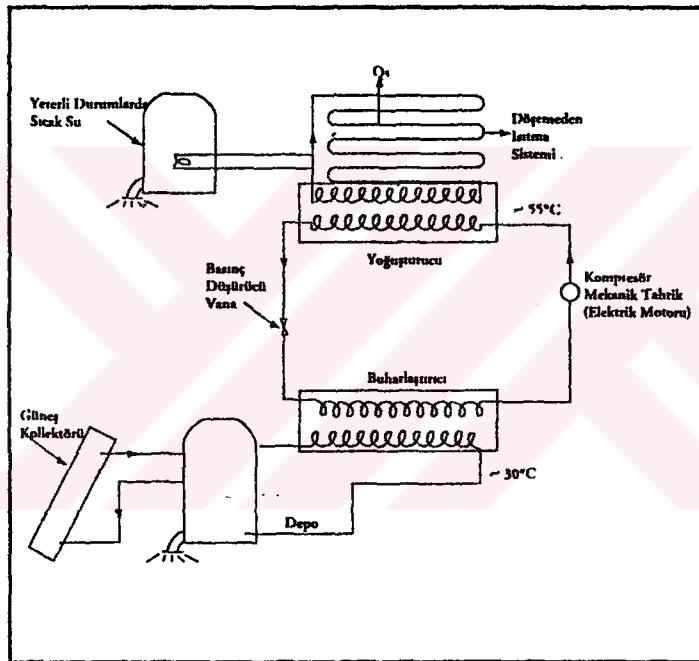 Yeterli Durumlarda
Sıcak Su
Döşemeden
Isıtma
Sistemi
~ 55°C
Yoğuşturucu
Basınç
Düşürücü
Vana
Kompresör
Mekanik Tahrik
(Elektrik Motoru)
Buharlaştırıcı
Güneş
Kollektörü
~ 30°C
Depo